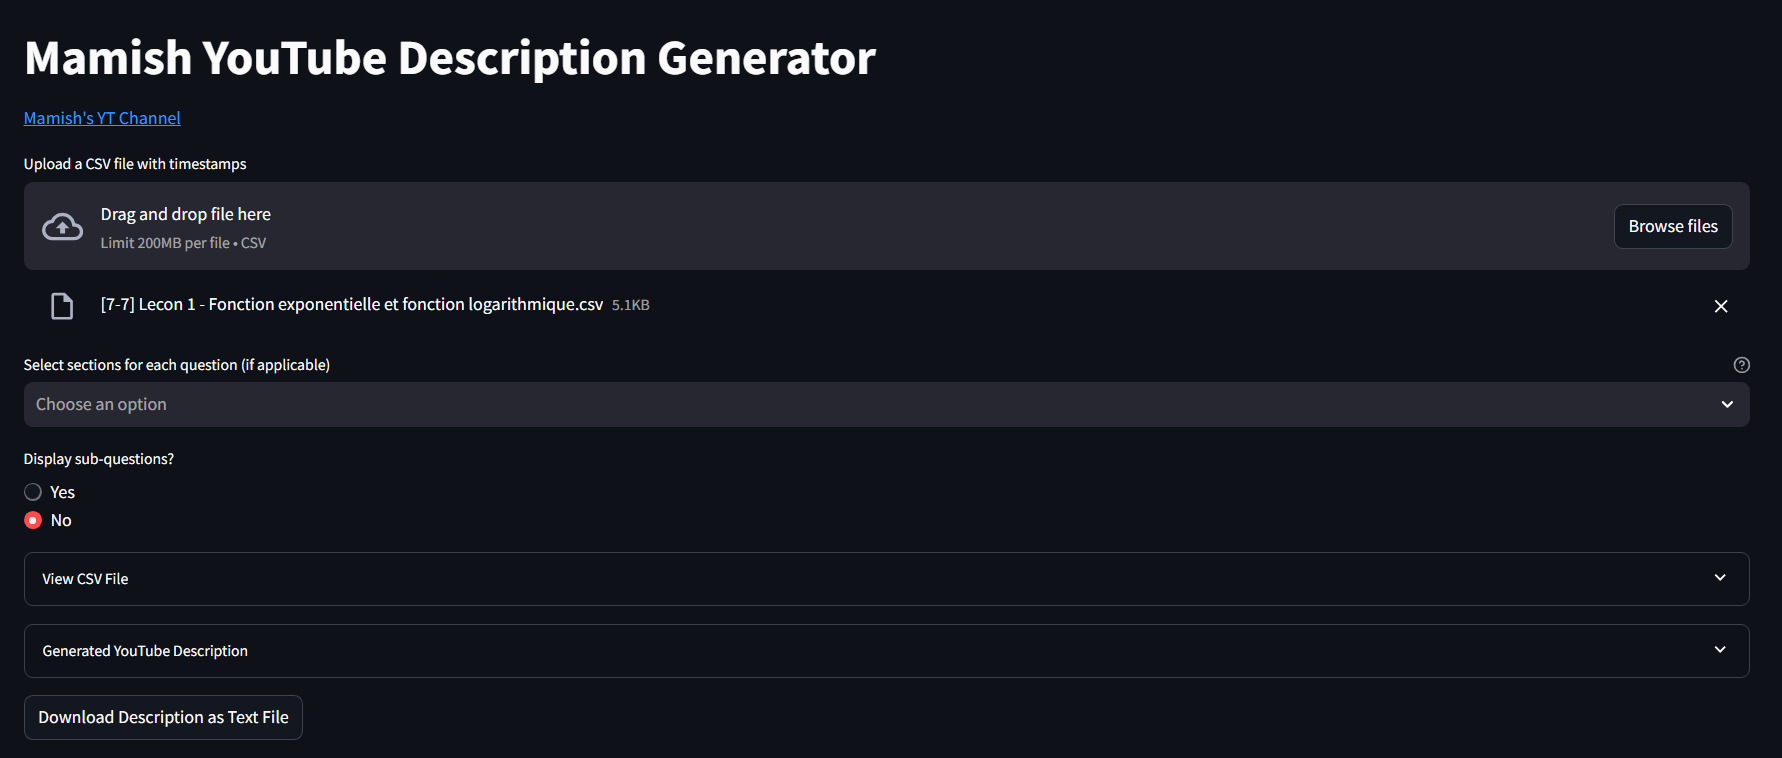 Mamish YouTube Description Generator
Mamish's YT Channel
Upload a CSV file with timestamps
Drag and drop file here
Limit 200MB per file • CSV
Browse files
[7-7] Lecon 1 - Fonction exponentielle et fonction logarithmique.csv 5.1KB
Select sections for each question (if applicable)
Choose an option
Display sub-questions?
Yes
No
View CSV File
Generated YouTube Description
Download Description as Text File